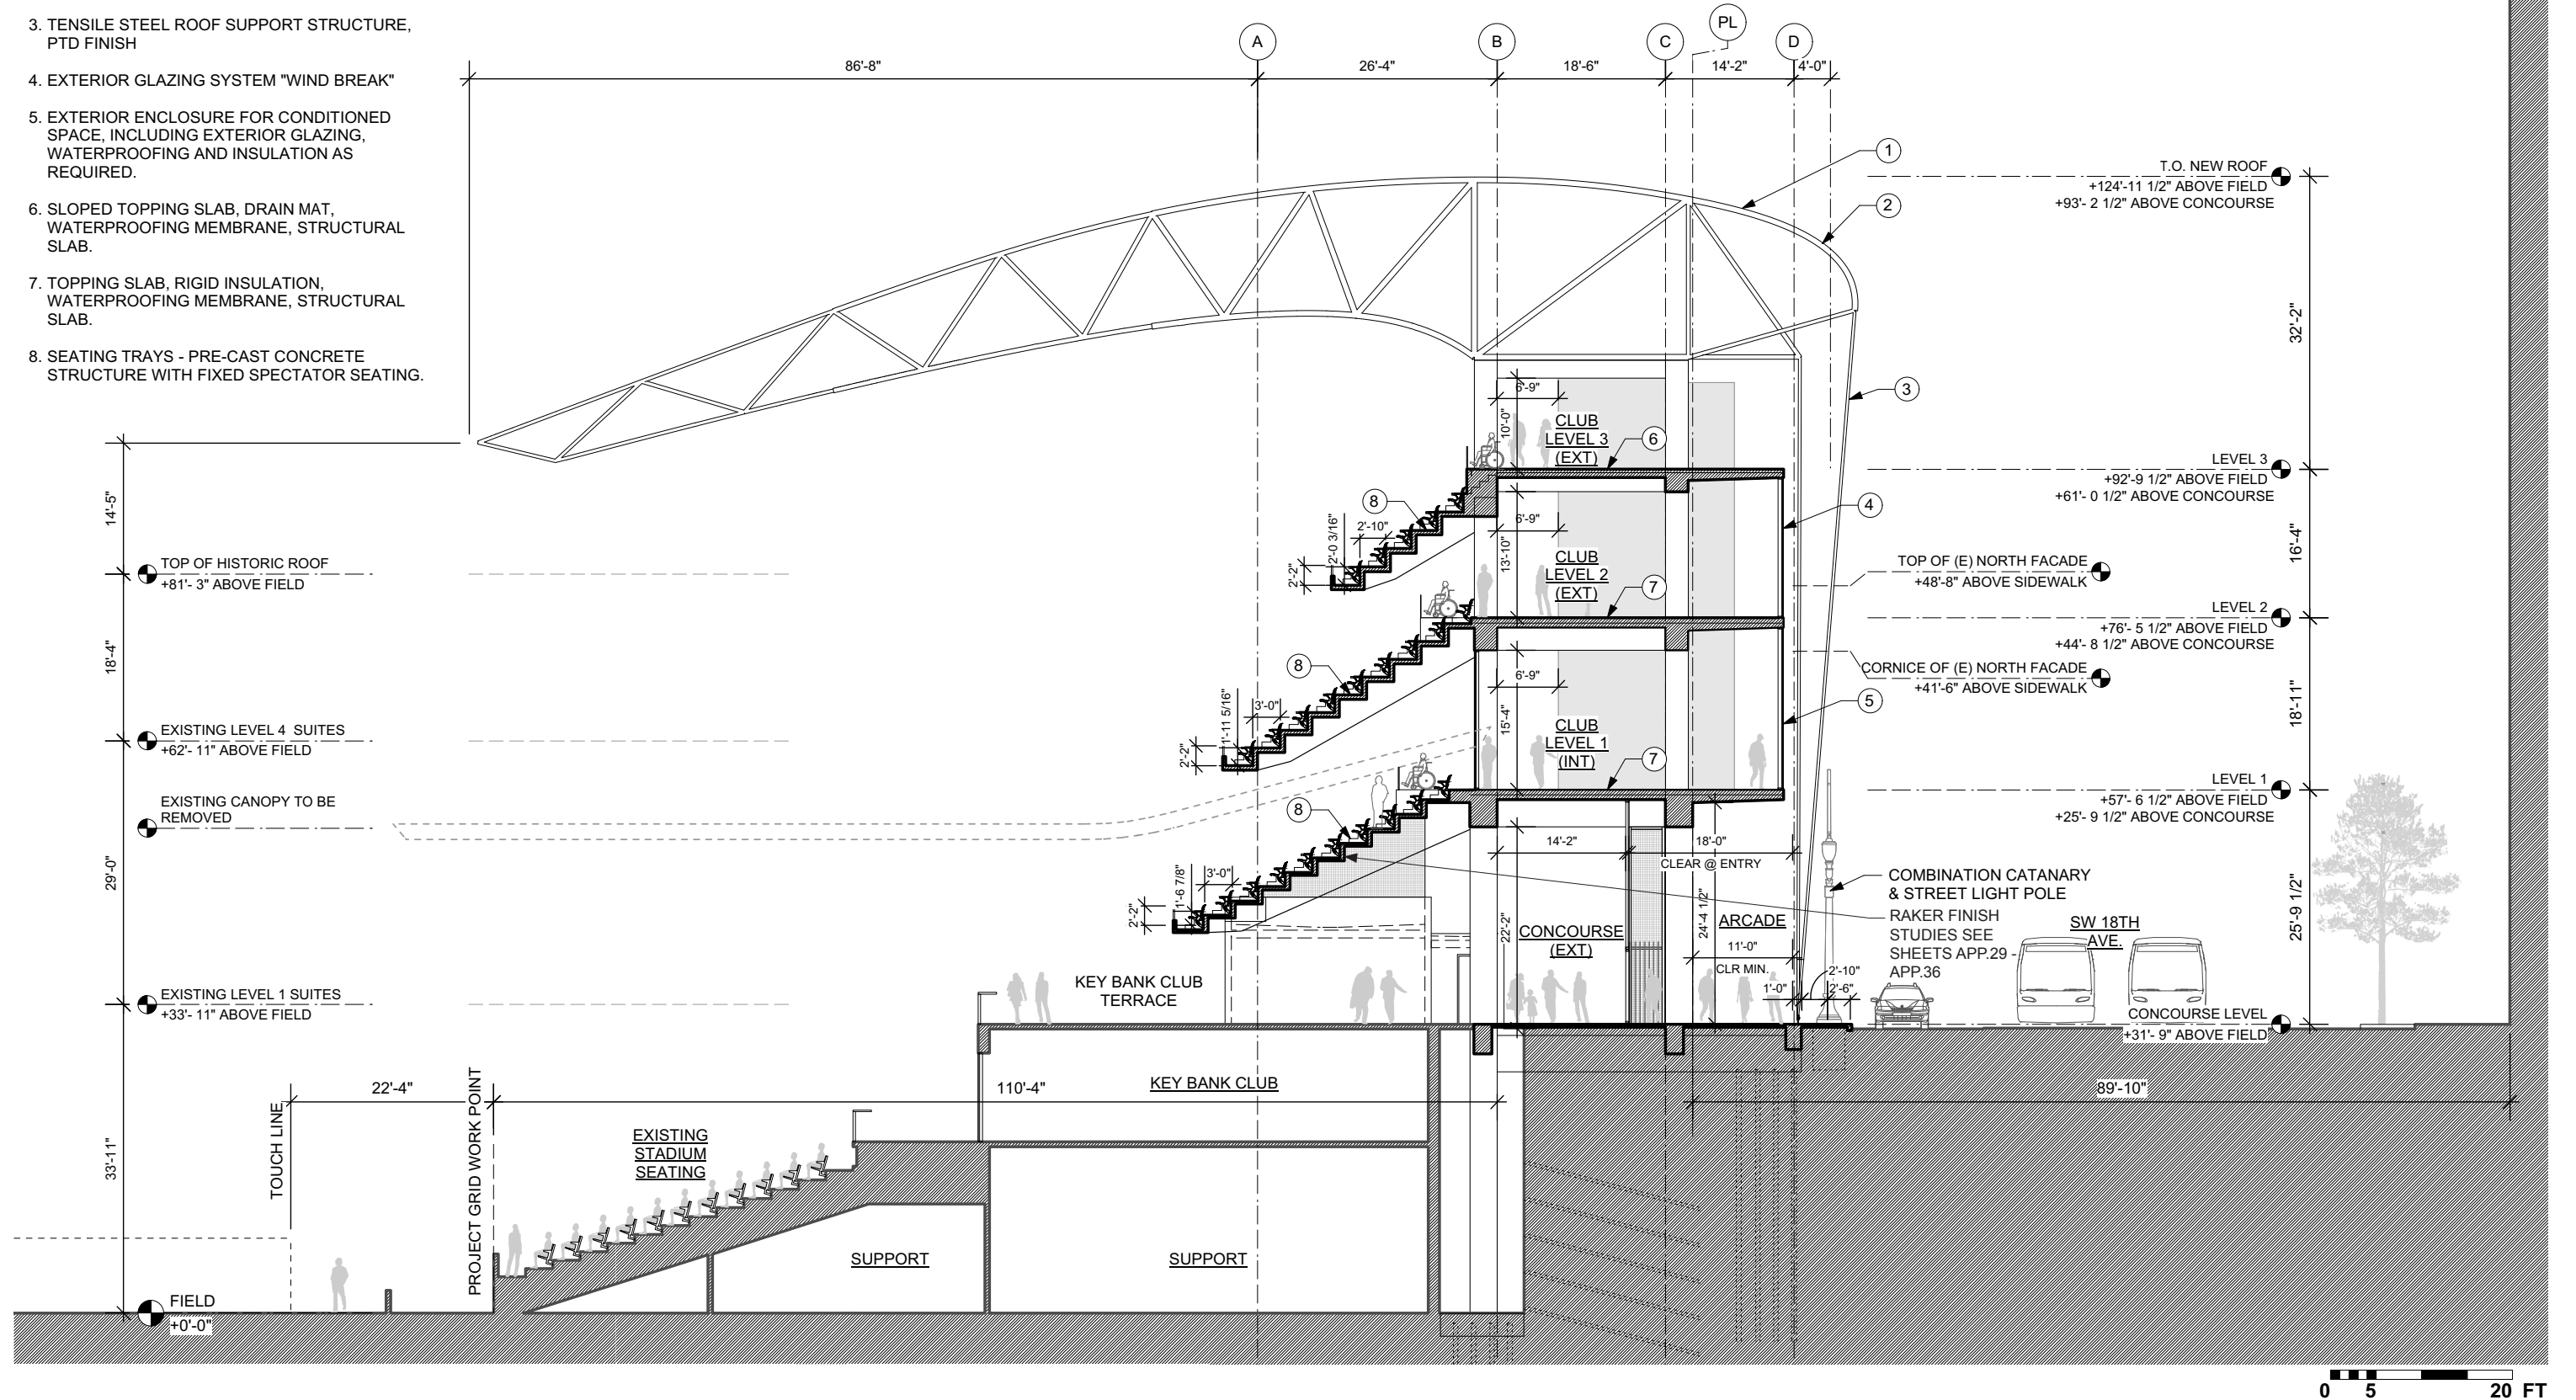 3. TENSILE STEEL ROOF SUPPORT STRUCTURE,
PTD FINISH
4. EXTERIOR GLAZING SYSTEM "WIND BREAK"
5. EXTERIOR ENCLOSURE FOR CONDITIONED
SPACE, INCLUDING EXTERIOR GLAZING,
WATERPROOFING AND INSULATION AS
REQUIRED.
6. SLOPED TOPPING SLAB, DRAIN MAT,
WATERPROOFING MEMBRANE, STRUCTURAL
SLAB.
7. TOPPING SLAB, RIGID INSULATION,
WATERPROOFING MEMBRANE, STRUCTURAL
SLAB.
8. SEATING TRAYS - PRE-CAST CONCRETE
STRUCTURE WITH FIXED SPECTATOR SEATING.
A
B
C
PL
D
86'-8"
26'-4"
18'-6"
14'-2"
4'-0"
1
2
3
T.O. NEW ROOF
+124'-11 1/2" ABOVE FIELD
+93'- 2 1/2" ABOVE CONCOURSE
32'-2"
LEVEL 3
+92'-9 1/2" ABOVE FIELD
+61'- 0 1/2" ABOVE CONCOURSE
16'-4"
TOP OF (E) NORTH FACADE
+48'-8" ABOVE SIDEWALK
LEVEL 2
+76'- 5 1/2" ABOVE FIELD
+44'- 8 1/2" ABOVE CONCOURSE
CORNICE OF (E) NORTH FACADE
+41'-6" ABOVE SIDEWALK
18'-11"
LEVEL 1
+57'- 6 1/2" ABOVE FIELD
+25'- 9 1/2" ABOVE CONCOURSE
25'-9 1/2"
CONCOURSE LEVEL
+31'- 9" ABOVE FIELD
14'-5"
TOP OF HISTORIC ROOF
+81'- 3" ABOVE FIELD
18'-4"
EXISTING LEVEL 4 SUITES
+62'- 11" ABOVE FIELD
EXISTING CANOPY TO BE
REMOVED
29'-0"
EXISTING LEVEL 1 SUITES
+33'- 11" ABOVE FIELD
33'-11"
FIELD
+0'-0"
6'-9"
10'-0"
CLUB
LEVEL 3
(EXT)
6
8
2'-10"
2'-0 3/16"
2'-2"
6'-9"
13'-10"
CLUB
LEVEL 2
(EXT)
4
7
8
3'-0"
1'-11 5/16"
2'-2"
6'-9"
15'-4"
CLUB
LEVEL 1
(INT)
5
7
8
3'-0"
1'-6 7/8"
2'-2"
14'-2"
18'-0"
CLEAR @ ENTRY
22'-2"
24'-4 1/2"
CONCOURSE
(EXT)
ARCADE
11'-0"
CLR MIN.
1'-0"
2'-10"
2'-6"
COMBINATION CATANARY
& STREET LIGHT POLE
RAKER FINISH
STUDIES SEE
SHEETS APP.29 -
APP.36
SW 18TH
AVE.
KEY BANK CLUB
TERRACE
KEY BANK CLUB
22'-4"
110'-4"
89'-10"
TOUCH LINE
PROJECT GRID WORK POINT
EXISTING
STADIUM
SEATING
SUPPORT
SUPPORT
0 5 20 FT